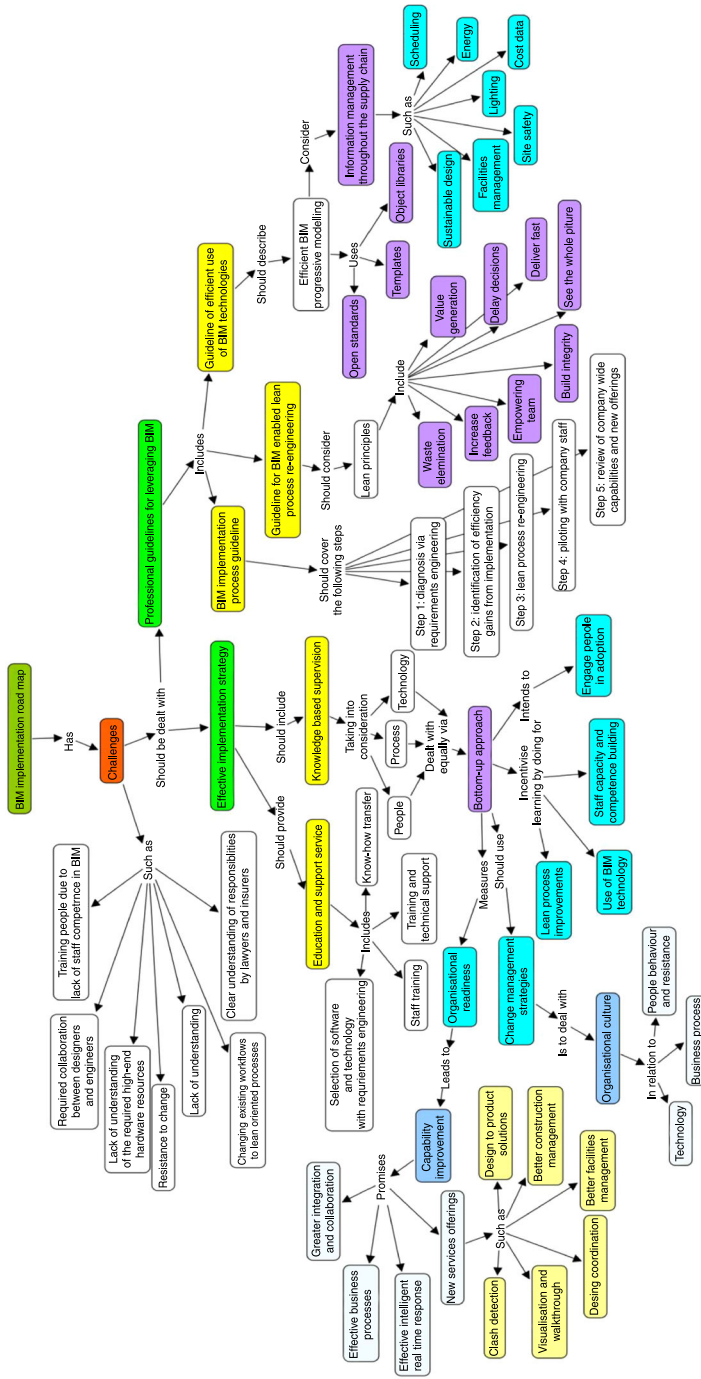 BIM implementation road map
Has
Challenges
Such as
Training people due to
lack of staff competrnce in BIM
Required collaboration
between designers
and engineers
Lack of understanding
of the required high-end
hardware resources
Resistance to change
Lack of understanding
Changing existing workflows
to lean oriented processes
Clear understanding of responsiblities
by lawyers and insurers
Should be dealt with
Professional guidelines for leveraging BIM
Includes
BIM implementation
process guideline
Guideline for BIM enabled lean
process re-engineering
Guideline of efficient use
of BIM technologies
Should describe
Efficient BIM
progressive modelling
Consider
Information management
throughout the supply chain
Such as
Sustainable design
Facilities
management
Site safety
Lighting
Cost data
Energy
Scheduling
Uses
Open standards
Templates
Object libraries
Should consider
Lean principles
Include
Waste
elemination
Increase
feedback
Empowering
team
Build integrity
See the whole piture
Deliver fast
Delay decisions
Value
generation
Should cover
the following steps
Step 1: diagnosis via
requirements engineering
Step 2: identification of efficiency
gains from implementation
Step 3: lean process re-engineering
Step 4: piloting with company staff
Step 5: review of company wide
capabilities and new offerings
Effective implementation strategy
Should provide
Should include
Education and support service
Includes
Selection of software
and technology
with requriements engineering
Staff training
Training and
technical support
Know-how transfer
Knowledge based supervision
Taking into
consideration
People
Process
Technology
Dealt with
equally via
Bottom-up approach
Measures
Should use
Incentivise
learning by doing for
Intends to
Organisational
readiness
Leads to
Capability
improvement
Promises
Greater integration
and collaboration
Effective business
processes
Effective intelligent
real time response
New services offerings
Such as
Clash detection
Visualisation and
walkthrough
Desing coordination
Better facilities
management
Better construction
management
Design to product
solutions
Change management
strategies
Is to deal with
Organisational culture
In relation to
Technology
Business process
People behaviour
and resistance
Lean process
improvements
Use of BIM
technology
Staff capacity and
competence building
Engage pepole
in adoption